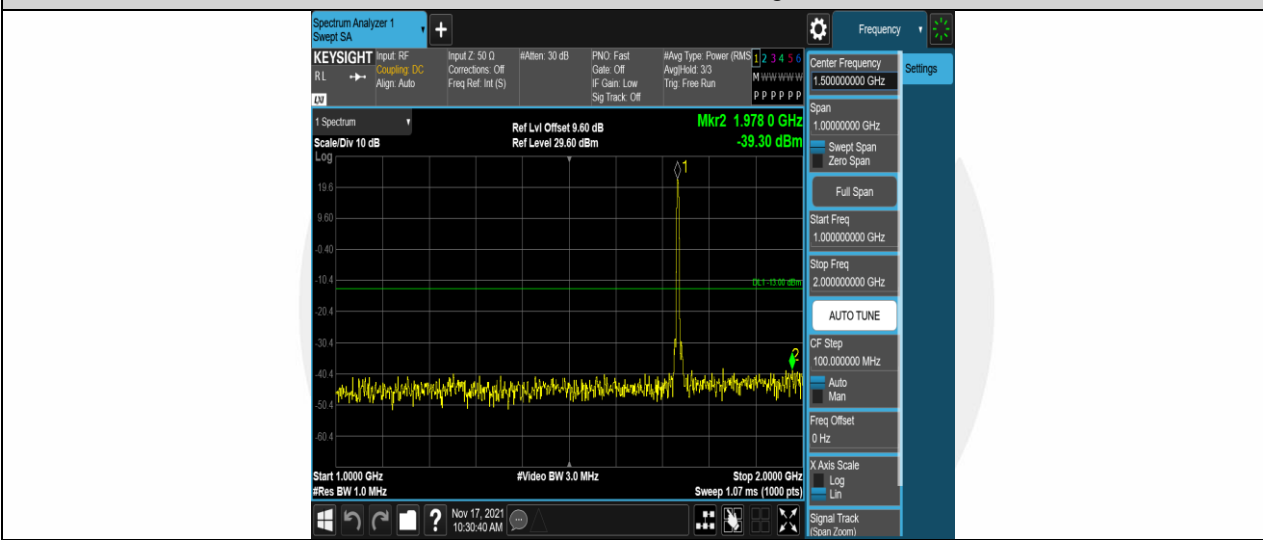 Spectrum Analyzer 1
Swept SA
+
Frequency
KEYSIGHT
RL
LXI
Input: RF
Coupling: DC
Align: Auto
Input Z: 50 Ω
Corrections: Off
Freq Ref: Int (S)
#Atten: 30 dB
PNO: Fast
Gate: Off
IF Gain: Low
Sig Track: Off
#Avg Type: Power (RMS
Avg|Hold: 3/3
Trig: Free Run
1 2 3 4 5 6
M W W W W W
P P P P P P
Center Frequency
1.500000000 GHz
Settings
1 Spectrum
Scale/Div 10 dB
Ref Lvl Offset 9.60 dB
Ref Level 29.60 dBm
Mkr2 1.978 0 GHz
-39.30 dBm
Log
1
19.6
9.60
-0.40
-10.4
DL1 -13.00 dBm
-20.4
-30.4
2
-40.4
-50.4
-60.4
Start 1.0000 GHz
#Res BW 1.0 MHz
#Video BW 3.0 MHz
Stop 2.0000 GHz
Sweep 1.07 ms (1000 pts)
Span
1.00000000 GHz
Swept Span
Zero Span
Full Span
Start Freq
1.000000000 GHz
Stop Freq
2.000000000 GHz
AUTO TUNE
CF Step
100.000000 MHz
Auto
Man
Freq Offset
0 Hz
X Axis Scale
Log
Lin
Signal Track
(Span Zoom)
?
Nov 17, 2021
10:30:40 AM